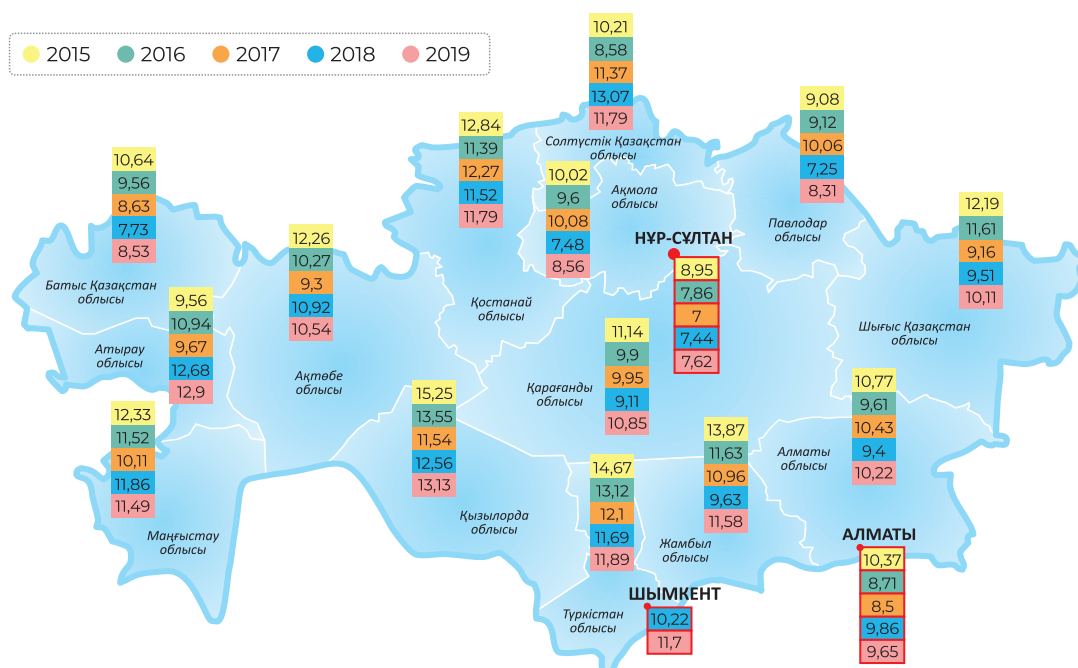 2015 2016 2017 2018 2019
10,21
8,58
11,37
13,07
11,79
Солтүстік Қазақстан
облысы
12,84
11,39
12,27
11,52
11,79
Қостанай
облысы
10,02
9,6
10,08
7,48
8,56
Ақмола
облысы
9,08
9,12
10,06
7,25
8,31
Павлодар
облысы
10,64
9,56
8,63
7,73
8,53
Батыс Қазақстан
облысы
12,26
10,27
9,3
10,92
10,54
Ақтөбе
облысы
НҰР-СҰЛТАН
8,95
7,86
7
7,44
7,62
12,19
11,61
9,16
9,51
10,11
Шығыс Қазақстан
облысы
9,56
10,94
9,67
12,68
12,9
Атырау
облысы
11,14
9,9
9,95
9,11
10,85
Қарағанды
облысы
12,33
11,52
10,11
11,86
11,49
Маңғыстау
облысы
15,25
13,55
11,54
12,56
13,13
Қызылорда
облысы
10,77
9,61
10,43
9,4
10,22
Алматы
облысы
13,87
11,63
10,96
9,63
11,58
Жамбыл
облысы
14,67
13,12
12,1
11,69
11,89
Түркістан
облысы
ШЫМКЕНТ
10,22
11,7
АЛМАТЫ
10,37
8,71
8,5
9,86
9,65